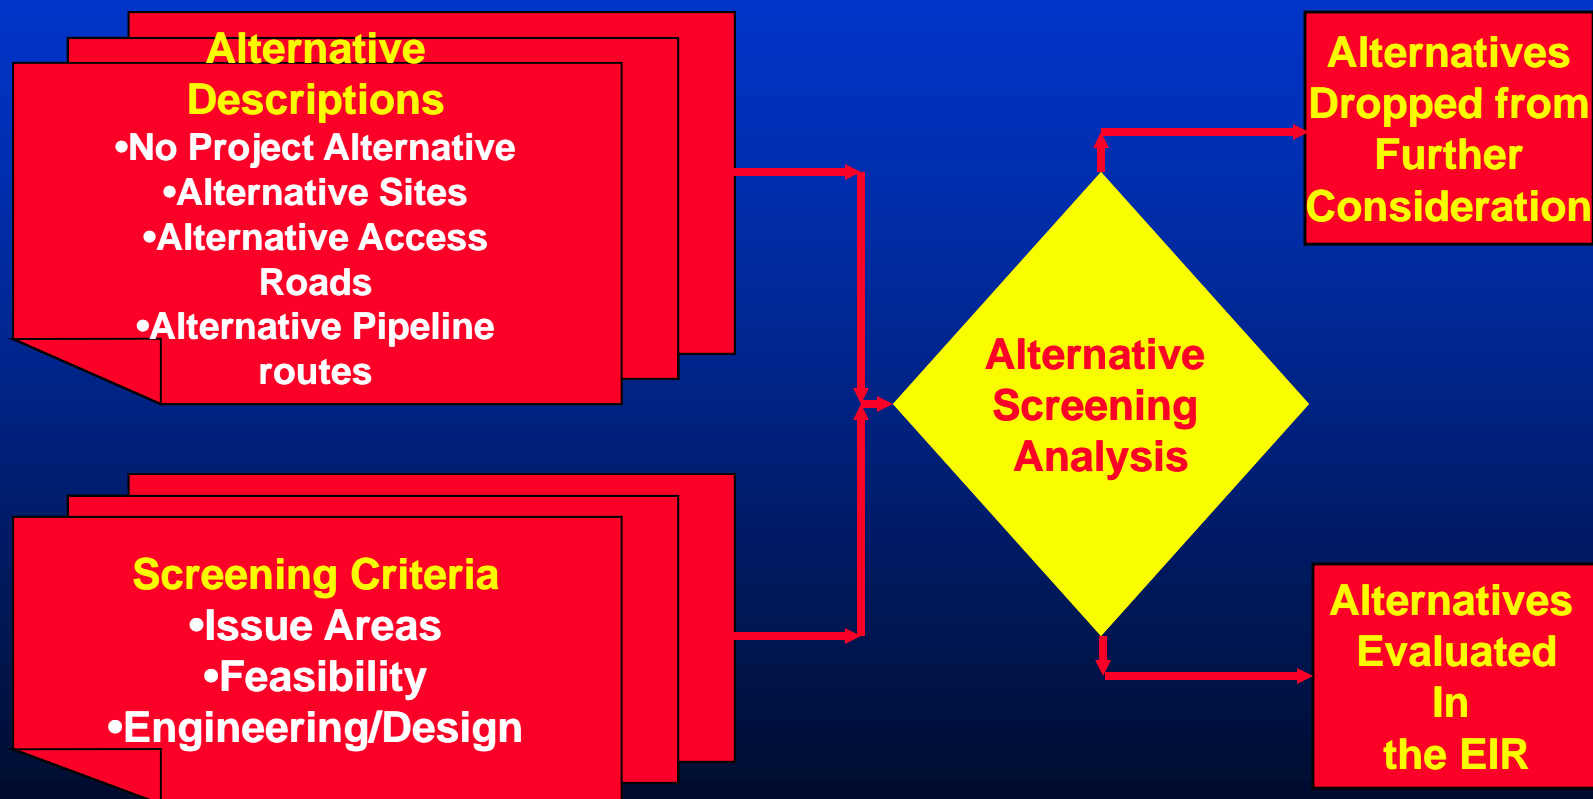 Alternative
Descriptions
•No Project Alternative
•Alternative Sites
•Alternative Access
Roads
•Alternative Pipeline
routes
Screening Criteria
•Issue Areas
•Feasibility
•Engineering/Design
Alternative
Screening
Analysis
Alternatives
Dropped from
Further
Consideration
Alternatives
Evaluated
In
the EIR